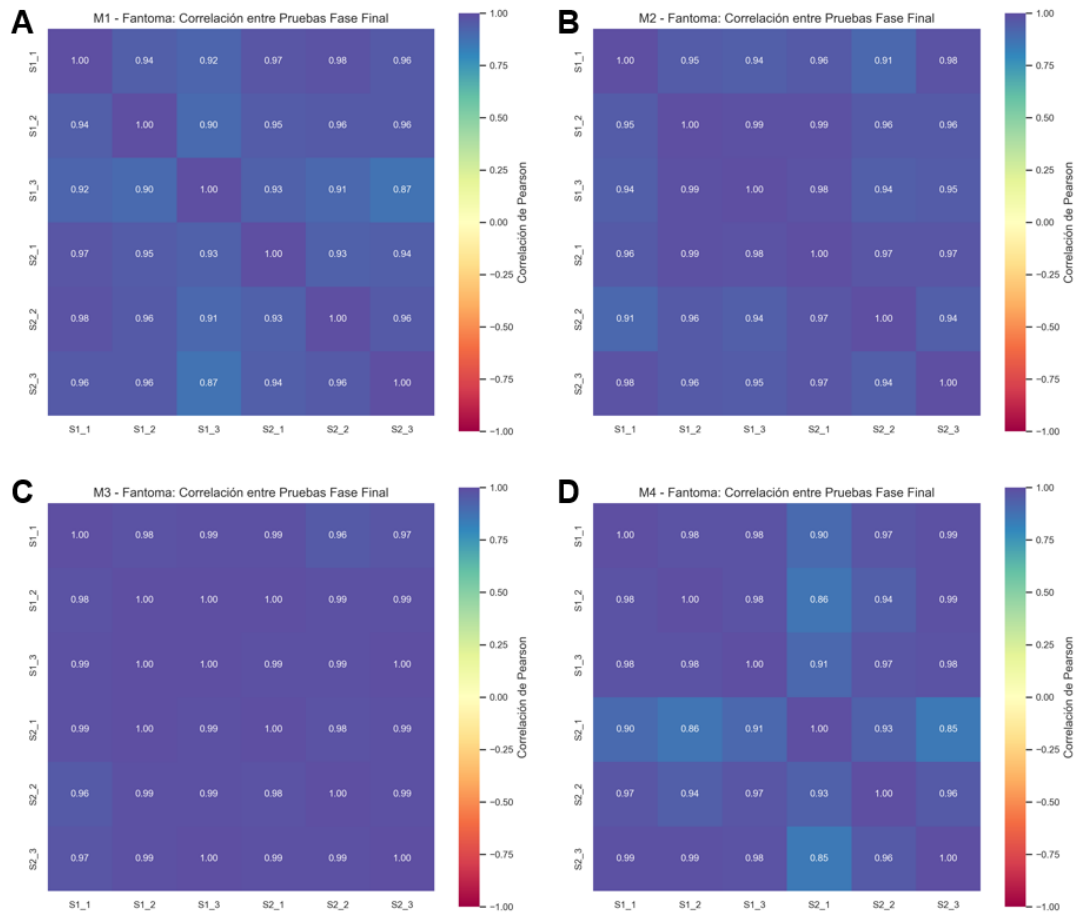 A
M1 - Fantoma: Correlación entre Pruebas Fase Final
S1_1 1.00 0.94 0.92 0.97 0.98 0.96
S1_2 0.94 1.00 0.90 0.95 0.96 0.96
S1_3 0.92 0.90 1.00 0.93 0.91 0.87
S2_1 0.97 0.95 0.93 1.00 0.93 0.94
S2_2 0.98 0.96 0.91 0.93 1.00 0.96
S2_3 0.96 0.96 0.87 0.94 0.96 1.00
S1_1 S1_2 S1_3 S2_1 S2_2 S2_3
1.00
0.75
0.50
0.25
0.00
−0.25
−0.50
−0.75
−1.00
Correlación de Pearson
B
M2 - Fantoma: Correlación entre Pruebas Fase Final
S1_1 1.00 0.95 0.94 0.96 0.91 0.98
S1_2 0.95 1.00 0.99 0.99 0.96 0.96
S1_3 0.94 0.99 1.00 0.98 0.94 0.95
S2_1 0.96 0.99 0.98 1.00 0.97 0.97
S2_2 0.91 0.96 0.94 0.97 1.00 0.94
S2_3 0.98 0.96 0.95 0.97 0.94 1.00
S1_1 S1_2 S1_3 S2_1 S2_2 S2_3
1.00
0.75
0.50
0.25
0.00
−0.25
−0.50
−0.75
−1.00
Correlación de Pearson
C
M3 - Fantoma: Correlación entre Pruebas Fase Final
S1_1 1.00 0.98 0.99 0.99 0.96 0.97
S1_2 0.98 1.00 1.00 1.00 0.99 0.99
S1_3 0.99 1.00 1.00 0.99 0.99 1.00
S2_1 0.99 1.00 0.99 1.00 0.98 0.99
S2_2 0.96 0.99 0.99 0.98 1.00 0.99
S2_3 0.97 0.99 1.00 0.99 0.99 1.00
S1_1 S1_2 S1_3 S2_1 S2_2 S2_3
1.00
0.75
0.50
0.25
0.00
−0.25
−0.50
−0.75
−1.00
Correlación de Pearson
D
M4 - Fantoma: Correlación entre Pruebas Fase Final
S1_1 1.00 0.98 0.98 0.90 0.97 0.99
S1_2 0.98 1.00 0.98 0.86 0.94 0.99
S1_3 0.98 0.98 1.00 0.91 0.97 0.98
S2_1 0.90 0.86 0.91 1.00 0.93 0.85
S2_2 0.97 0.94 0.97 0.93 1.00 0.96
S2_3 0.99 0.99 0.98 0.85 0.96 1.00
S1_1 S1_2 S1_3 S2_1 S2_2 S2_3
1.00
0.75
0.50
0.25
0.00
−0.25
−0.50
−0.75
−1.00
Correlación de Pearson